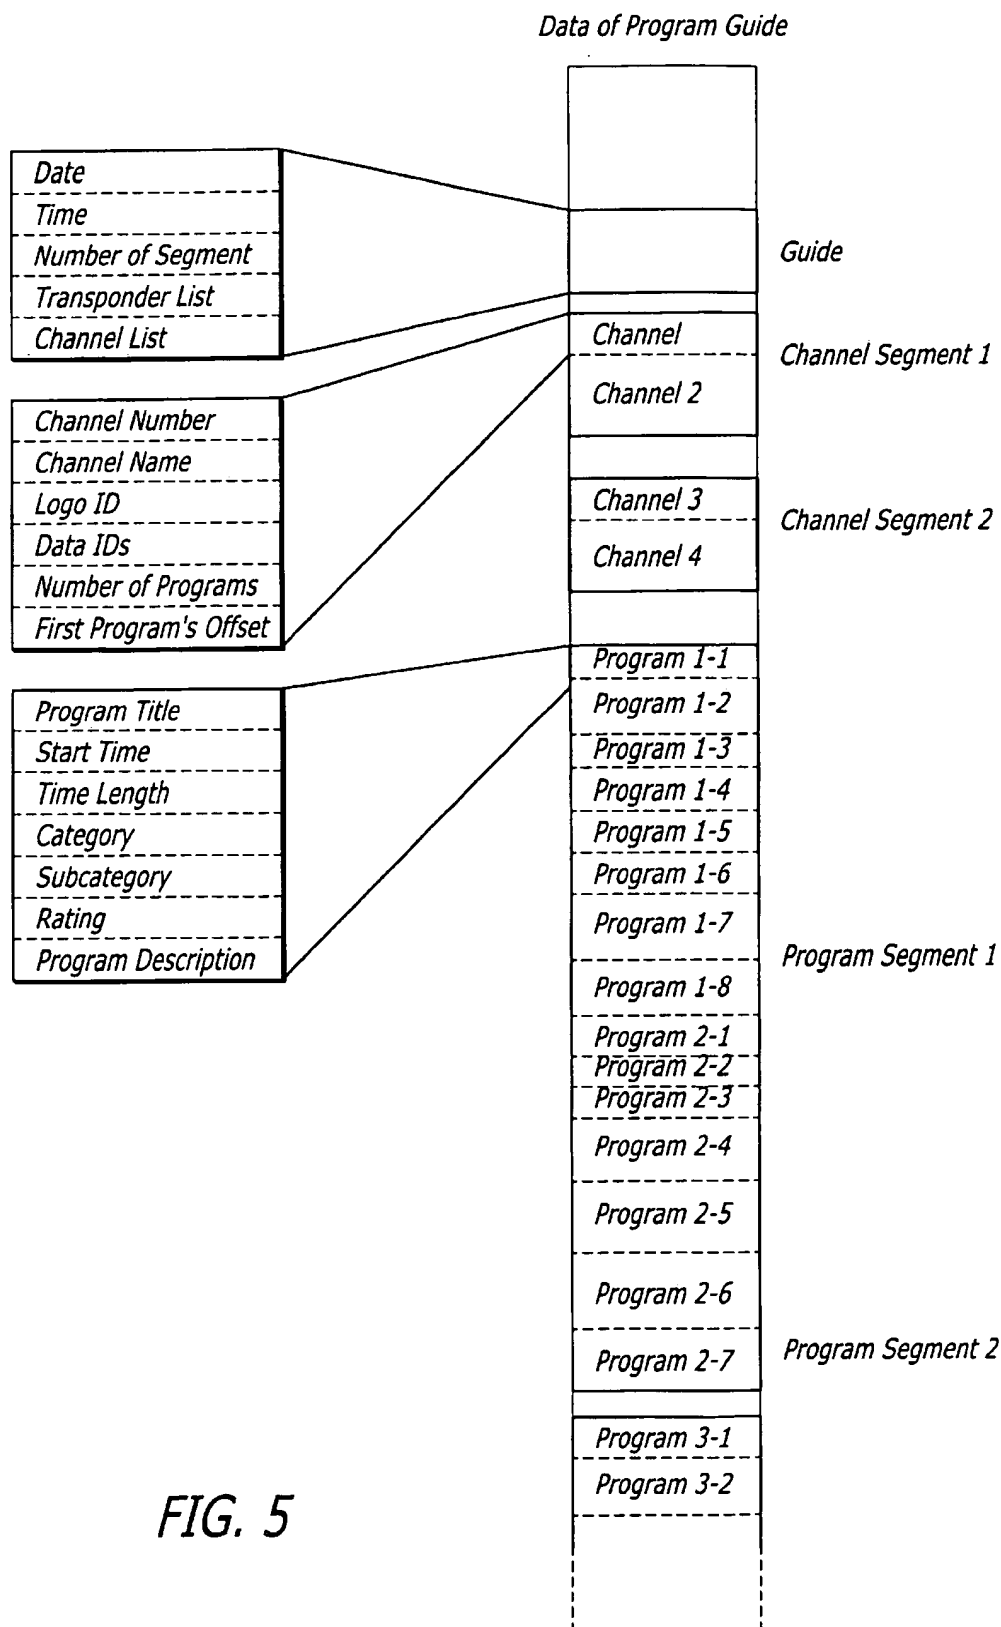 Data of Program Guide
Date
Time
Number of Segment
Transponder List
Channel List
Channel Number
Channel Name
Logo ID
Data IDs
Number of Programs
First Program's Offset
Program Title
Start Time
Time Length
Category
Subcategory
Rating
Program Description
Guide
Channel
Channel 2
Channel Segment 1
Channel 3
Channel 4
Channel Segment 2
Program 1-1
Program 1-2
Program 1-3
Program 1-4
Program 1-5
Program 1-6
Program 1-7
Program 1-8
Program 2-1
Program 2-2
Program 2-3
Program 2-4
Program 2-5
Program 2-6
Program 2-7
Program Segment 1
Program 3-1
Program 3-2
Program Segment 2
FIG. 5